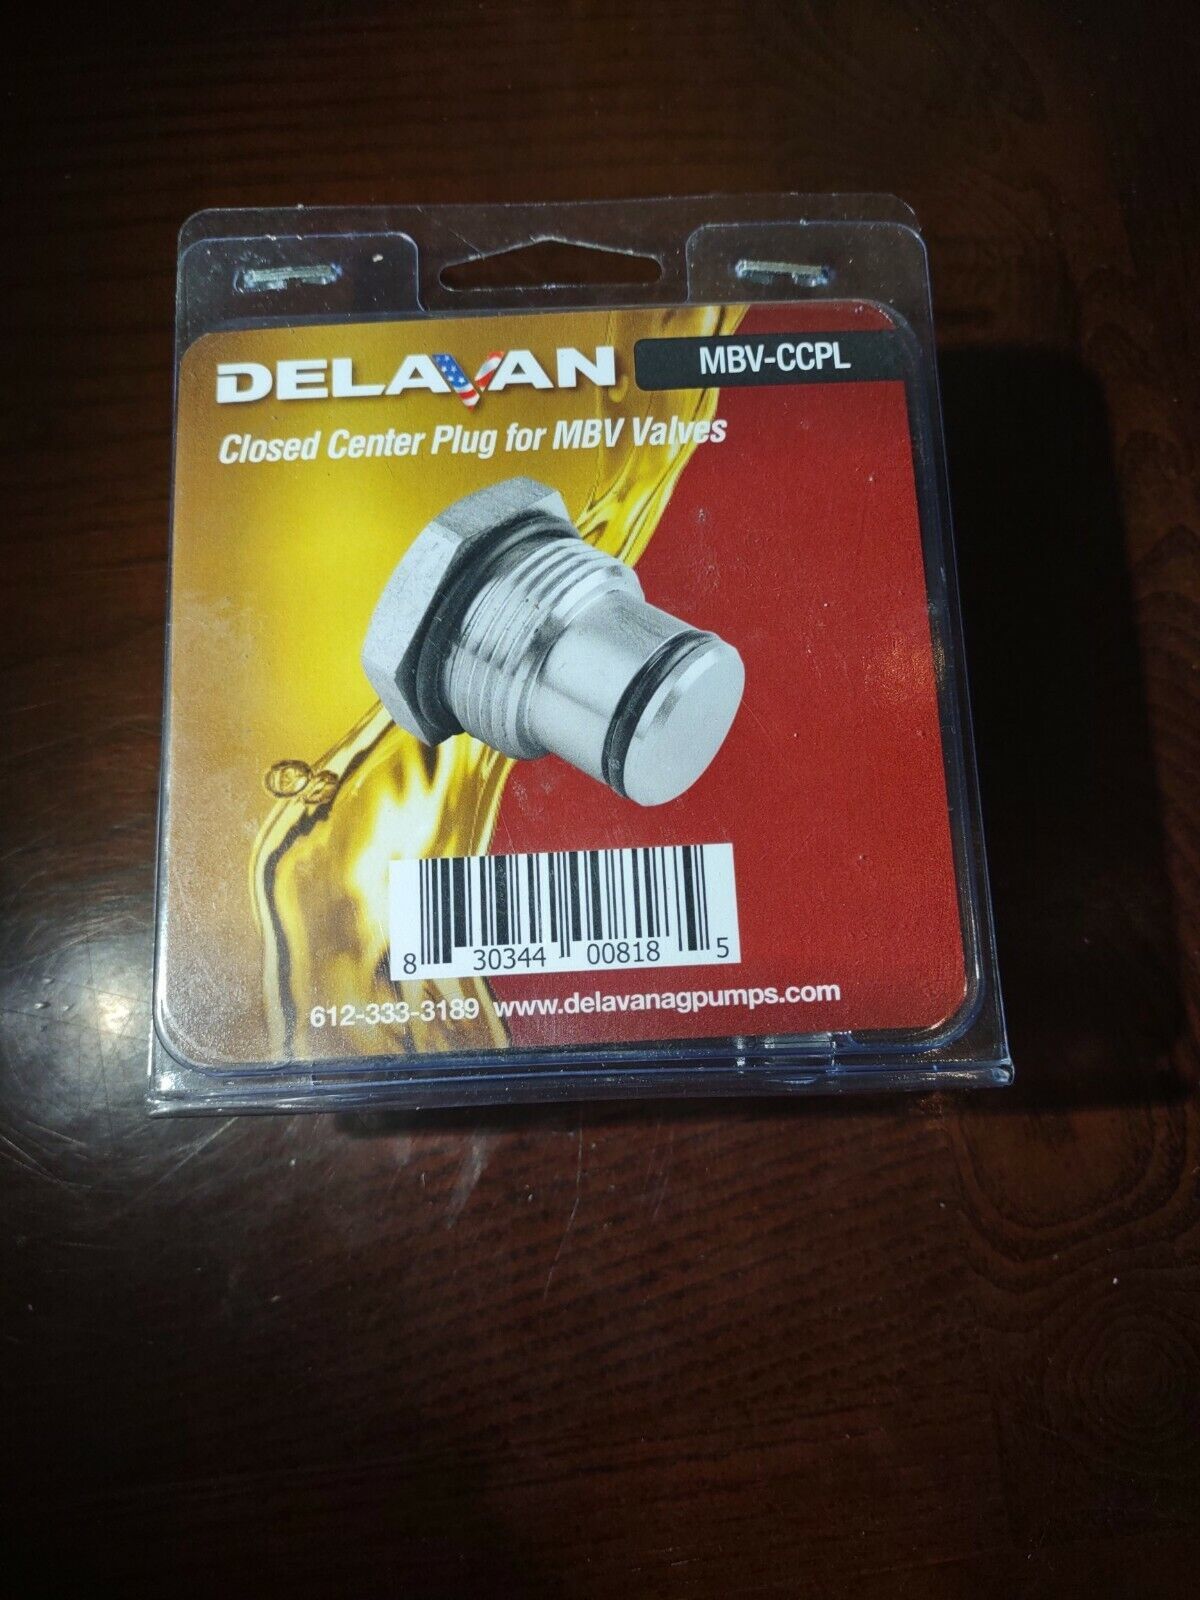 DELAVAN
MBV-CCPL
Closed Center Plug for MBV Valves
8 30344 00818 5
612-333-3189 www.delavanagpumps.com